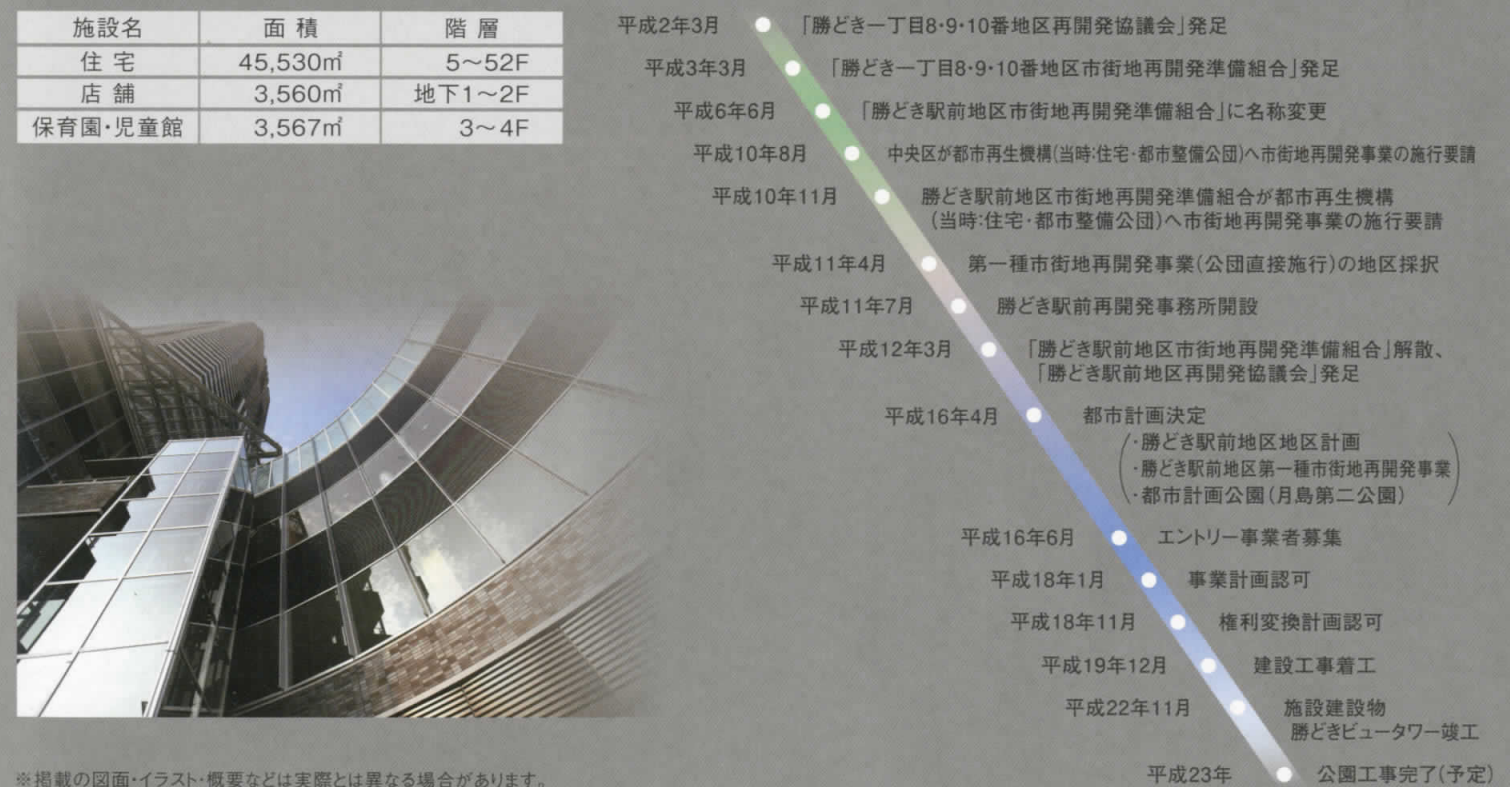 施設名 面積 階層
住宅 45,530㎡ 5～52F
店舗 3,560㎡ 地下1～2F
保育園・児童館 3,567㎡ 3～4F
平成2年3月 「勝どき一丁目8・9・10番地区再開発協議会」発足
平成3年3月 「勝どき一丁目8・9・10番地区市街地再開発準備組合」発足
平成6年6月 「勝どき駅前地区市街地再開発準備組合」に名称変更
平成10年8月 中央区が都市再生機構(当時:住宅・都市整備公団)へ市街地再開発事業の施行要請
平成10年11月 勝どき駅前地区市街地再開発準備組合が都市再生機構
(当時:住宅・都市整備公団)へ市街地再開発事業の施行要請
平成11年4月 第一種市街地再開発事業(公団直接施行)の地区採択
平成11年7月 勝どき駅前再開発事務所開設
平成12年3月 「勝どき駅前地区市街地再開発準備組合」解散、
「勝どき駅前地区再開発協議会」発足
平成16年4月 都市計画決定
・勝どき駅前地区地区計画
・勝どき駅前地区第一種市街地再開発事業
・都市計画公園(月島第二公園)
平成16年6月 エントリー事業者募集
平成18年1月 事業計画認可
平成18年11月 権利変換計画認可
平成19年12月 建設工事着工
平成22年11月 施設建設物
勝どきビュータワー竣工
平成23年 公園工事完了(予定)
※掲載の図面・イラスト・概要などは実際とは異なる場合があります。